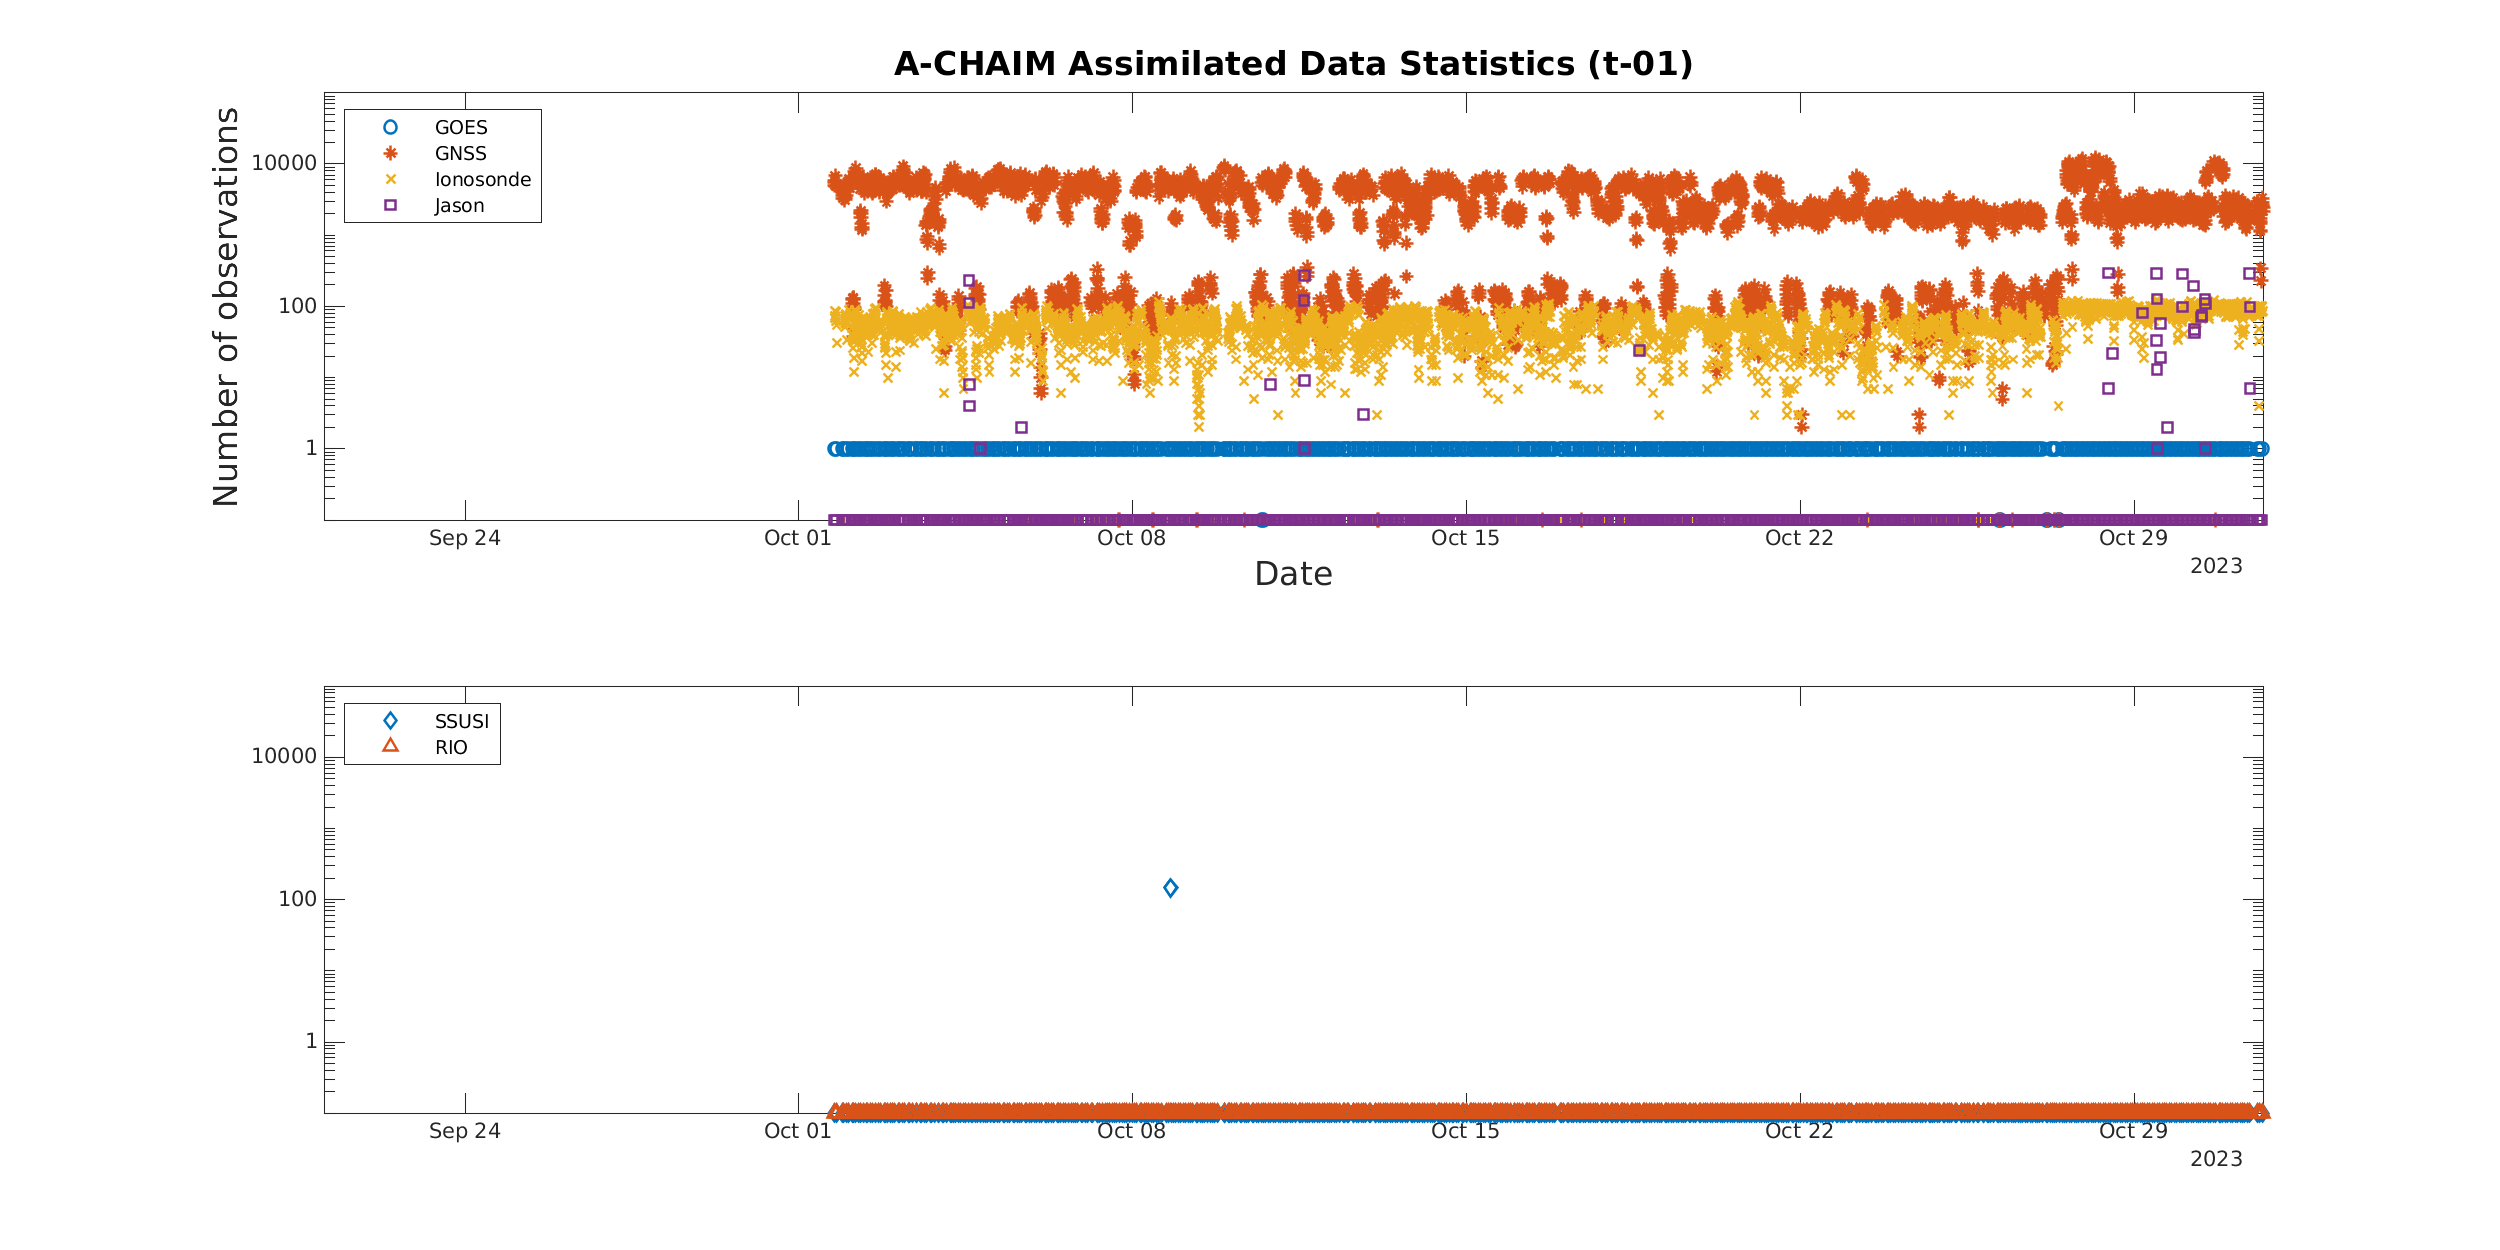 A-CHAIM Assimilated Data Statistics (t-01)
Number of observations
10000
100
1
GOES
GNSS
Ionosonde
Jason
Sep 24
Oct 01
Oct 08
Oct 15
Oct 22
Oct 29
2023
Date
10000
100
1
SSUSI
RIO
Sep 24
Oct 01
Oct 08
Oct 15
Oct 22
Oct 29
2023